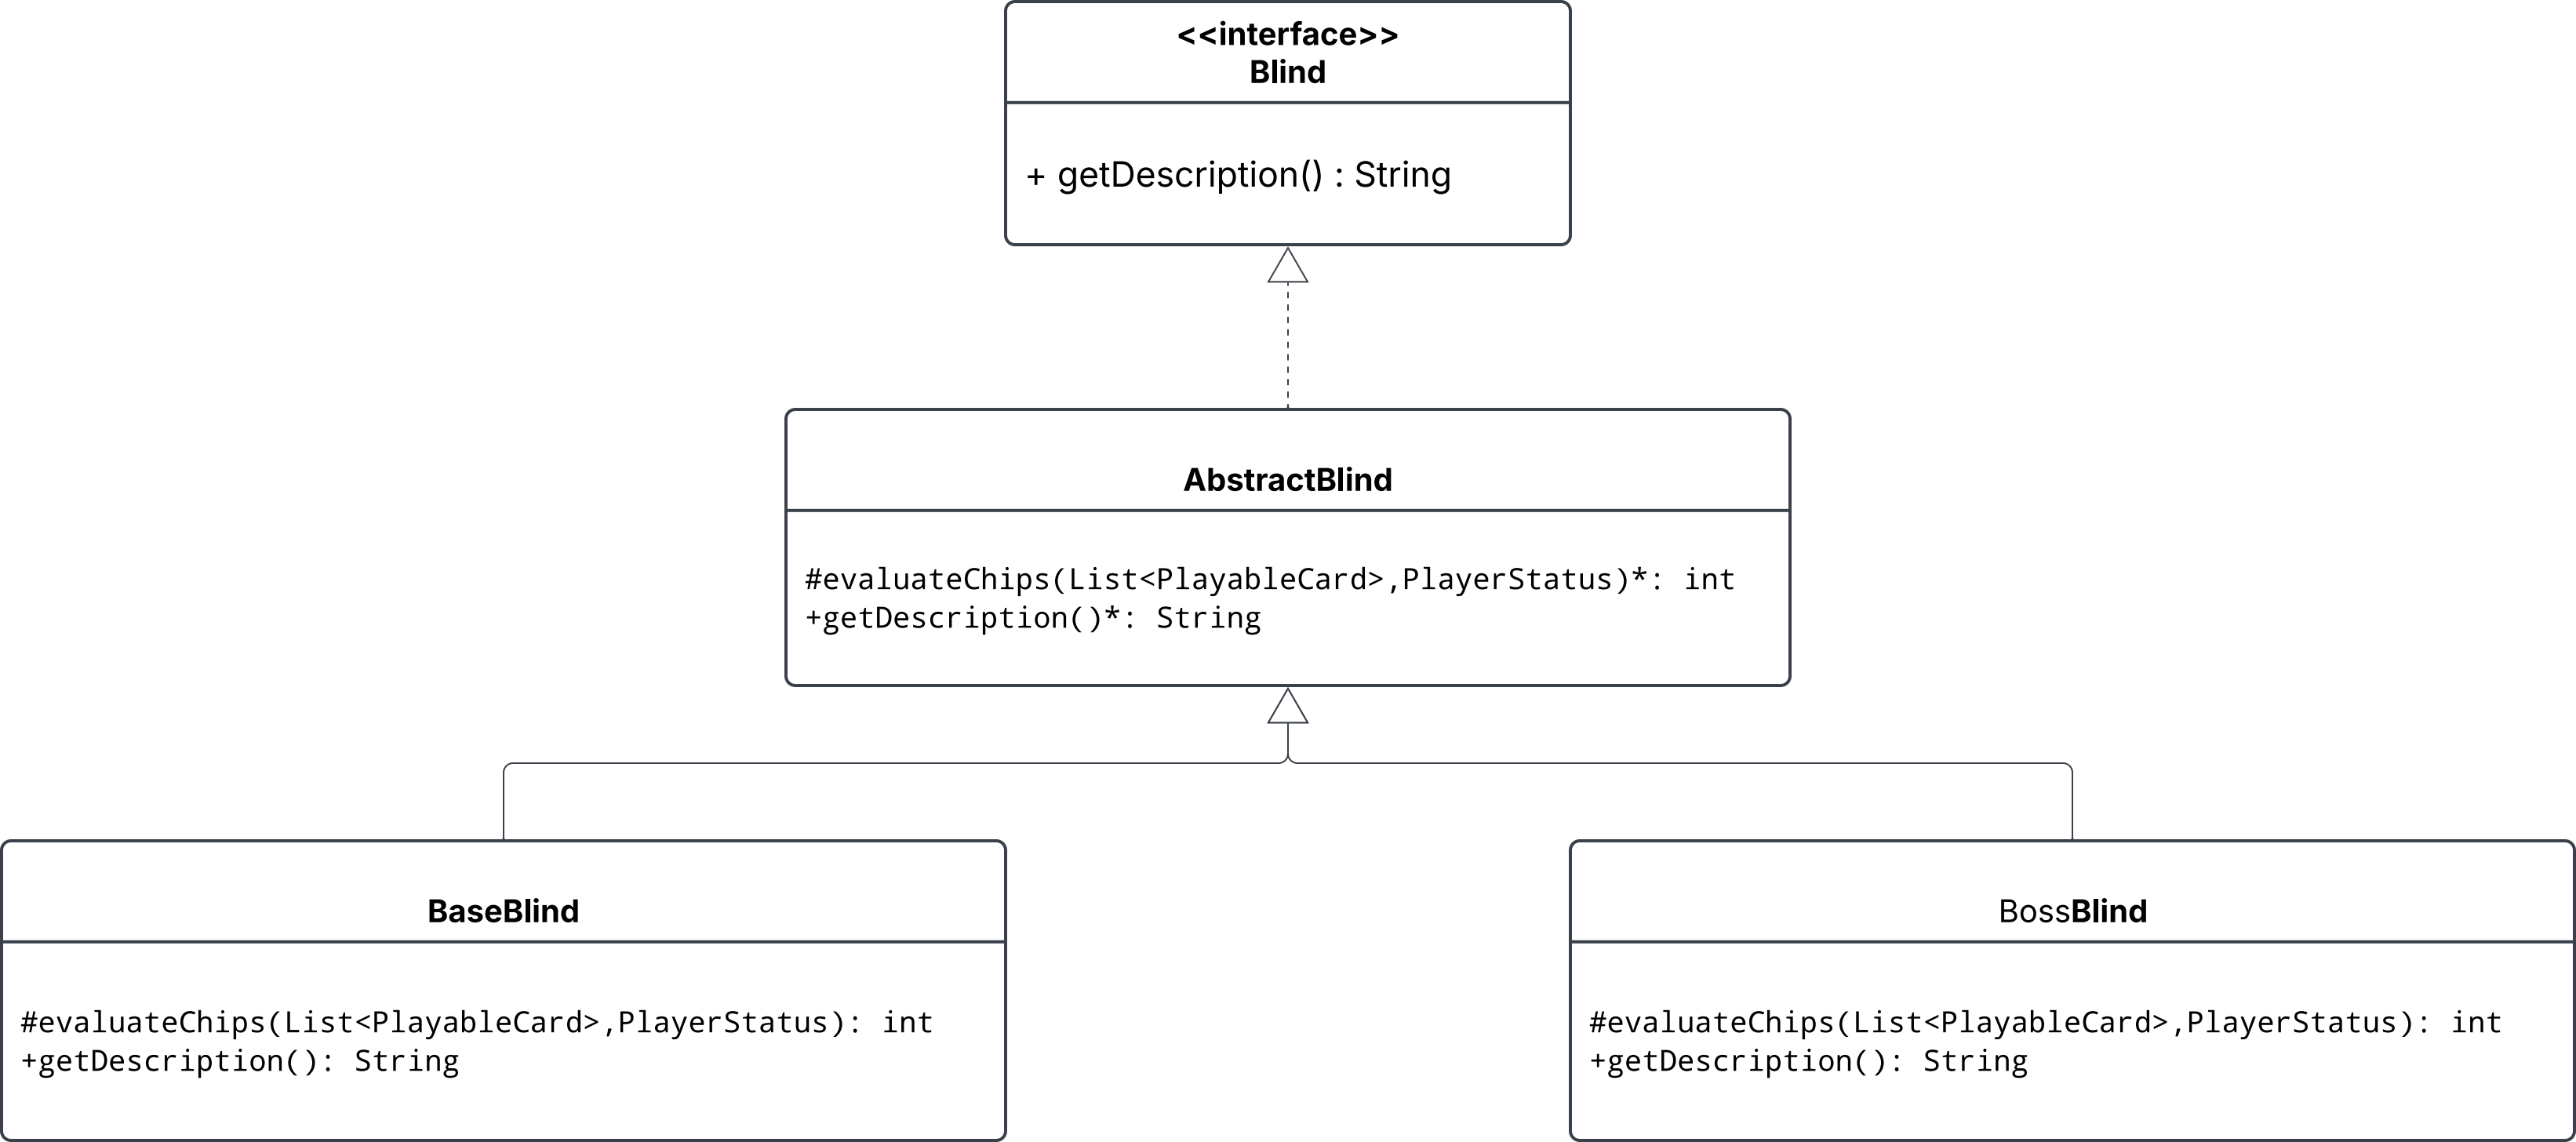 <<interface>>
Blind
+ getDescription() : String
AbstractBlind
#evaluateChips(List<PlayableCard>,PlayerStatus)*: int
+getDescription()*: String
BaseBlind
#evaluateChips(List<PlayableCard>,PlayerStatus): int
+getDescription(): String
BossBlind
#evaluateChips(List<PlayableCard>,PlayerStatus): int
+getDescription(): String